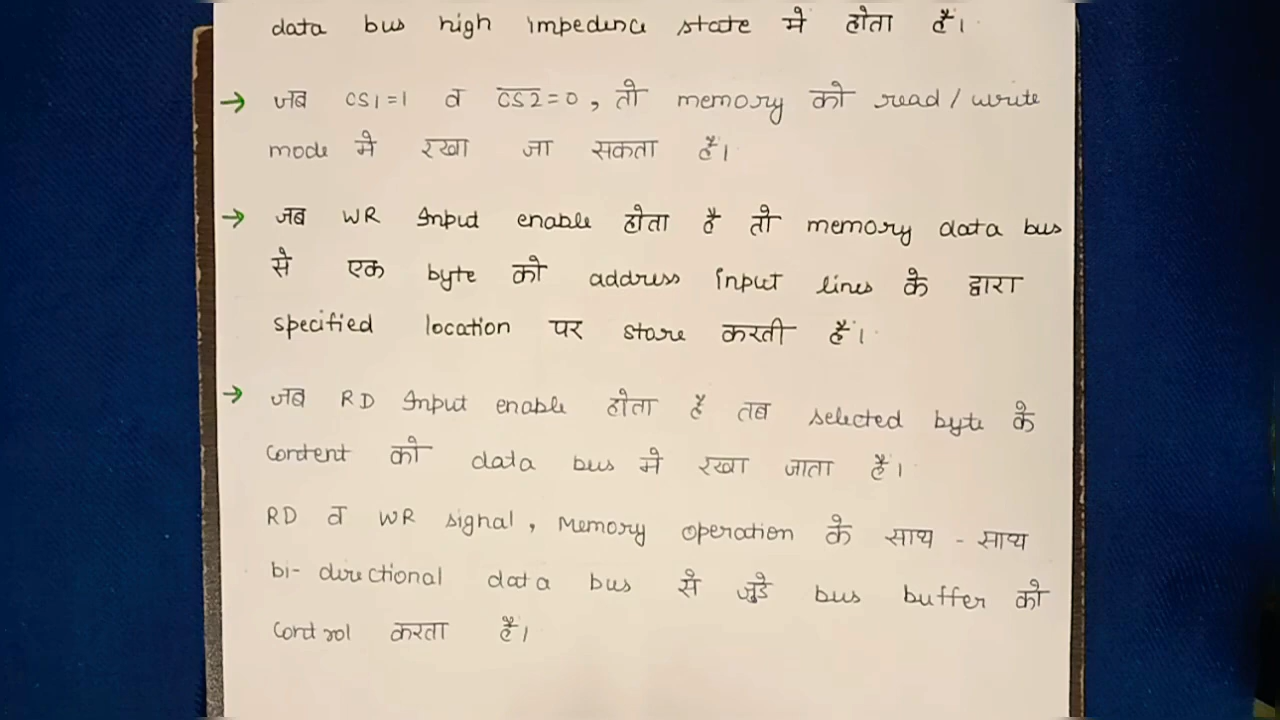 data bus high impedence state मे होता है।
→ जब CS1=1 व C̅S̅2̅=0, तो memory को read/write
mode मे रखा जा सकता है।
→ जब WR Input enable होता है तो memory data bus
से एक byte को address input lines के द्वारा
specified location पर store करती है।
→ जब RD Input enable होता है तब selected byte के
content को data bus मे रखा जाता है।
RD व WR signal, Memory operation के साथ - साथ
bi-directional data bus से जुडे bus buffer को
control करता है।